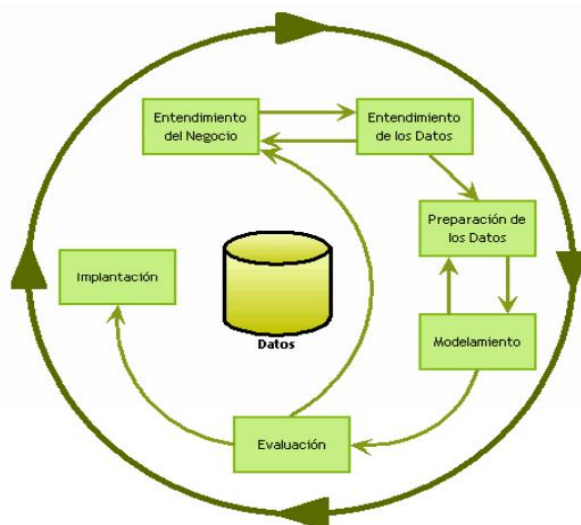 Entendimiento
del Negocio
Entendimiento
de los Datos
Preparación de
los Datos
Implantación
Datos
Modelamiento
Evaluación